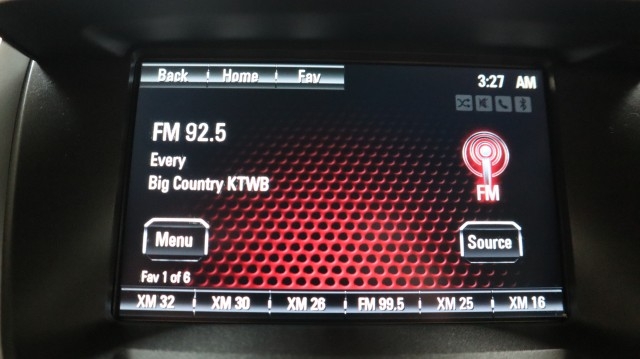 Back Home Fav 3:27 AM
FM 92.5
Every
Big Country KTWB
FM
Menu Source
Fav 1 of 6
XM 32 XM 30 XM 26 FM 99.5 XM 25 XM 16